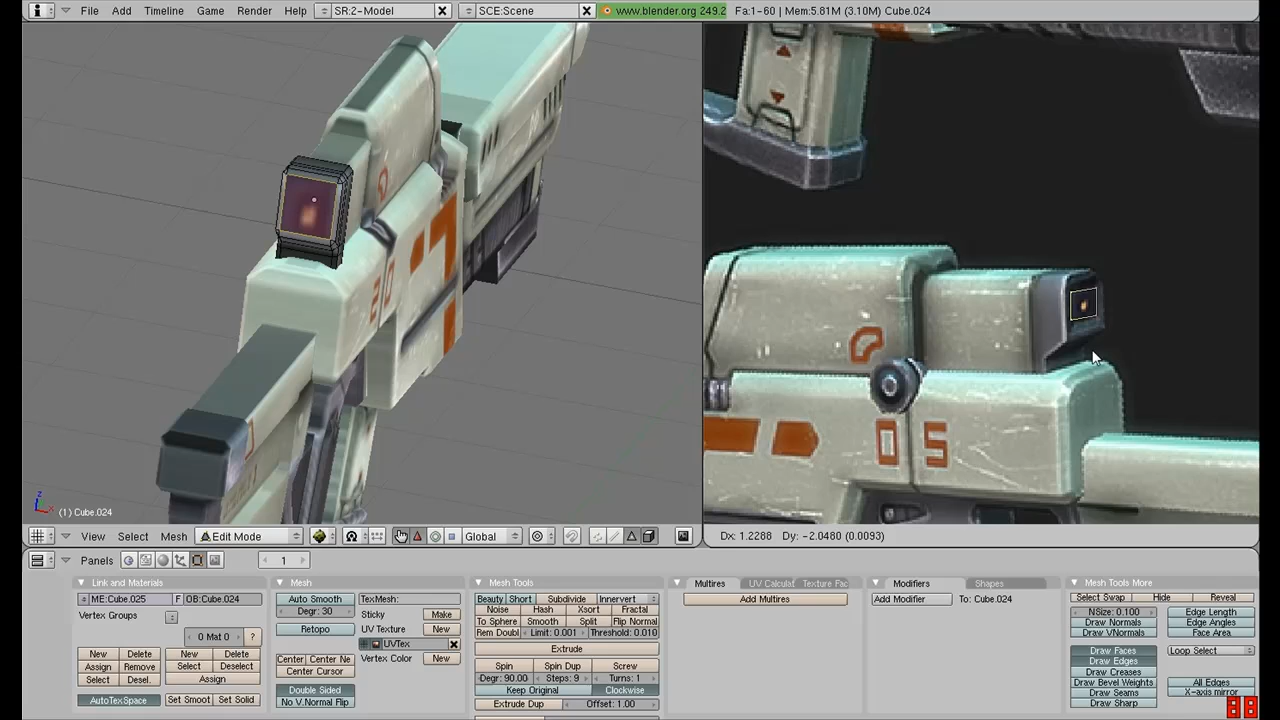 Add Timeline Game Render Help SR:2-Model SCE:Scene www.blender.org 249.2 Fa:1-60 | Mem:5.81M (3.10M) Cube.024
File
05
(1) Cube.024
View Select Mesh Edit Mode Global Dx: 1.2288 Dy: -2.0480 (0.0093)
Panels 1
Link and Materials Mesh Mesh Tools Multires UV Calculat Texture Fac Modifiers Shapes Mesh Tools More
ME:Cube.025 F OB:Cube.024 Auto Smooth TexMesh: Beauty Short Subdivide Innervert Add Multires Add Modifier To: Cube.024 Select Swap Hide Reveal
Vertex Groups Degr: 30 Sticky Make Noise Hash Xsort Fractal NSize: 0.100 Edge Length
Retopo UV Texture New To Sphere Smooth Split Flip Normal Draw Normals Edge Angles
0 Mat 0 ? UVTex Rem Doubl Limit: 0.001 Threshold: 0.010 Draw VNormals Face Area
New Delete New Delete Center Center Ne Vertex Color New Extrude Draw Faces Loop Select
Assign Remove Select Deselect Center Cursor Spin Spin Dup Screw Draw Edges
Select Desel. Assign Degr: 90.00 Steps: 9 Turns: 1 Draw Creases
Double Sided Keep Original Clockwise Draw Bevel Weights All Edges
AutoTexSpace Set Smoot Set Solid No V.Normal Flip Extrude Dup Offset: 1.00 Draw Seams X-axis mirror
Draw Sharp